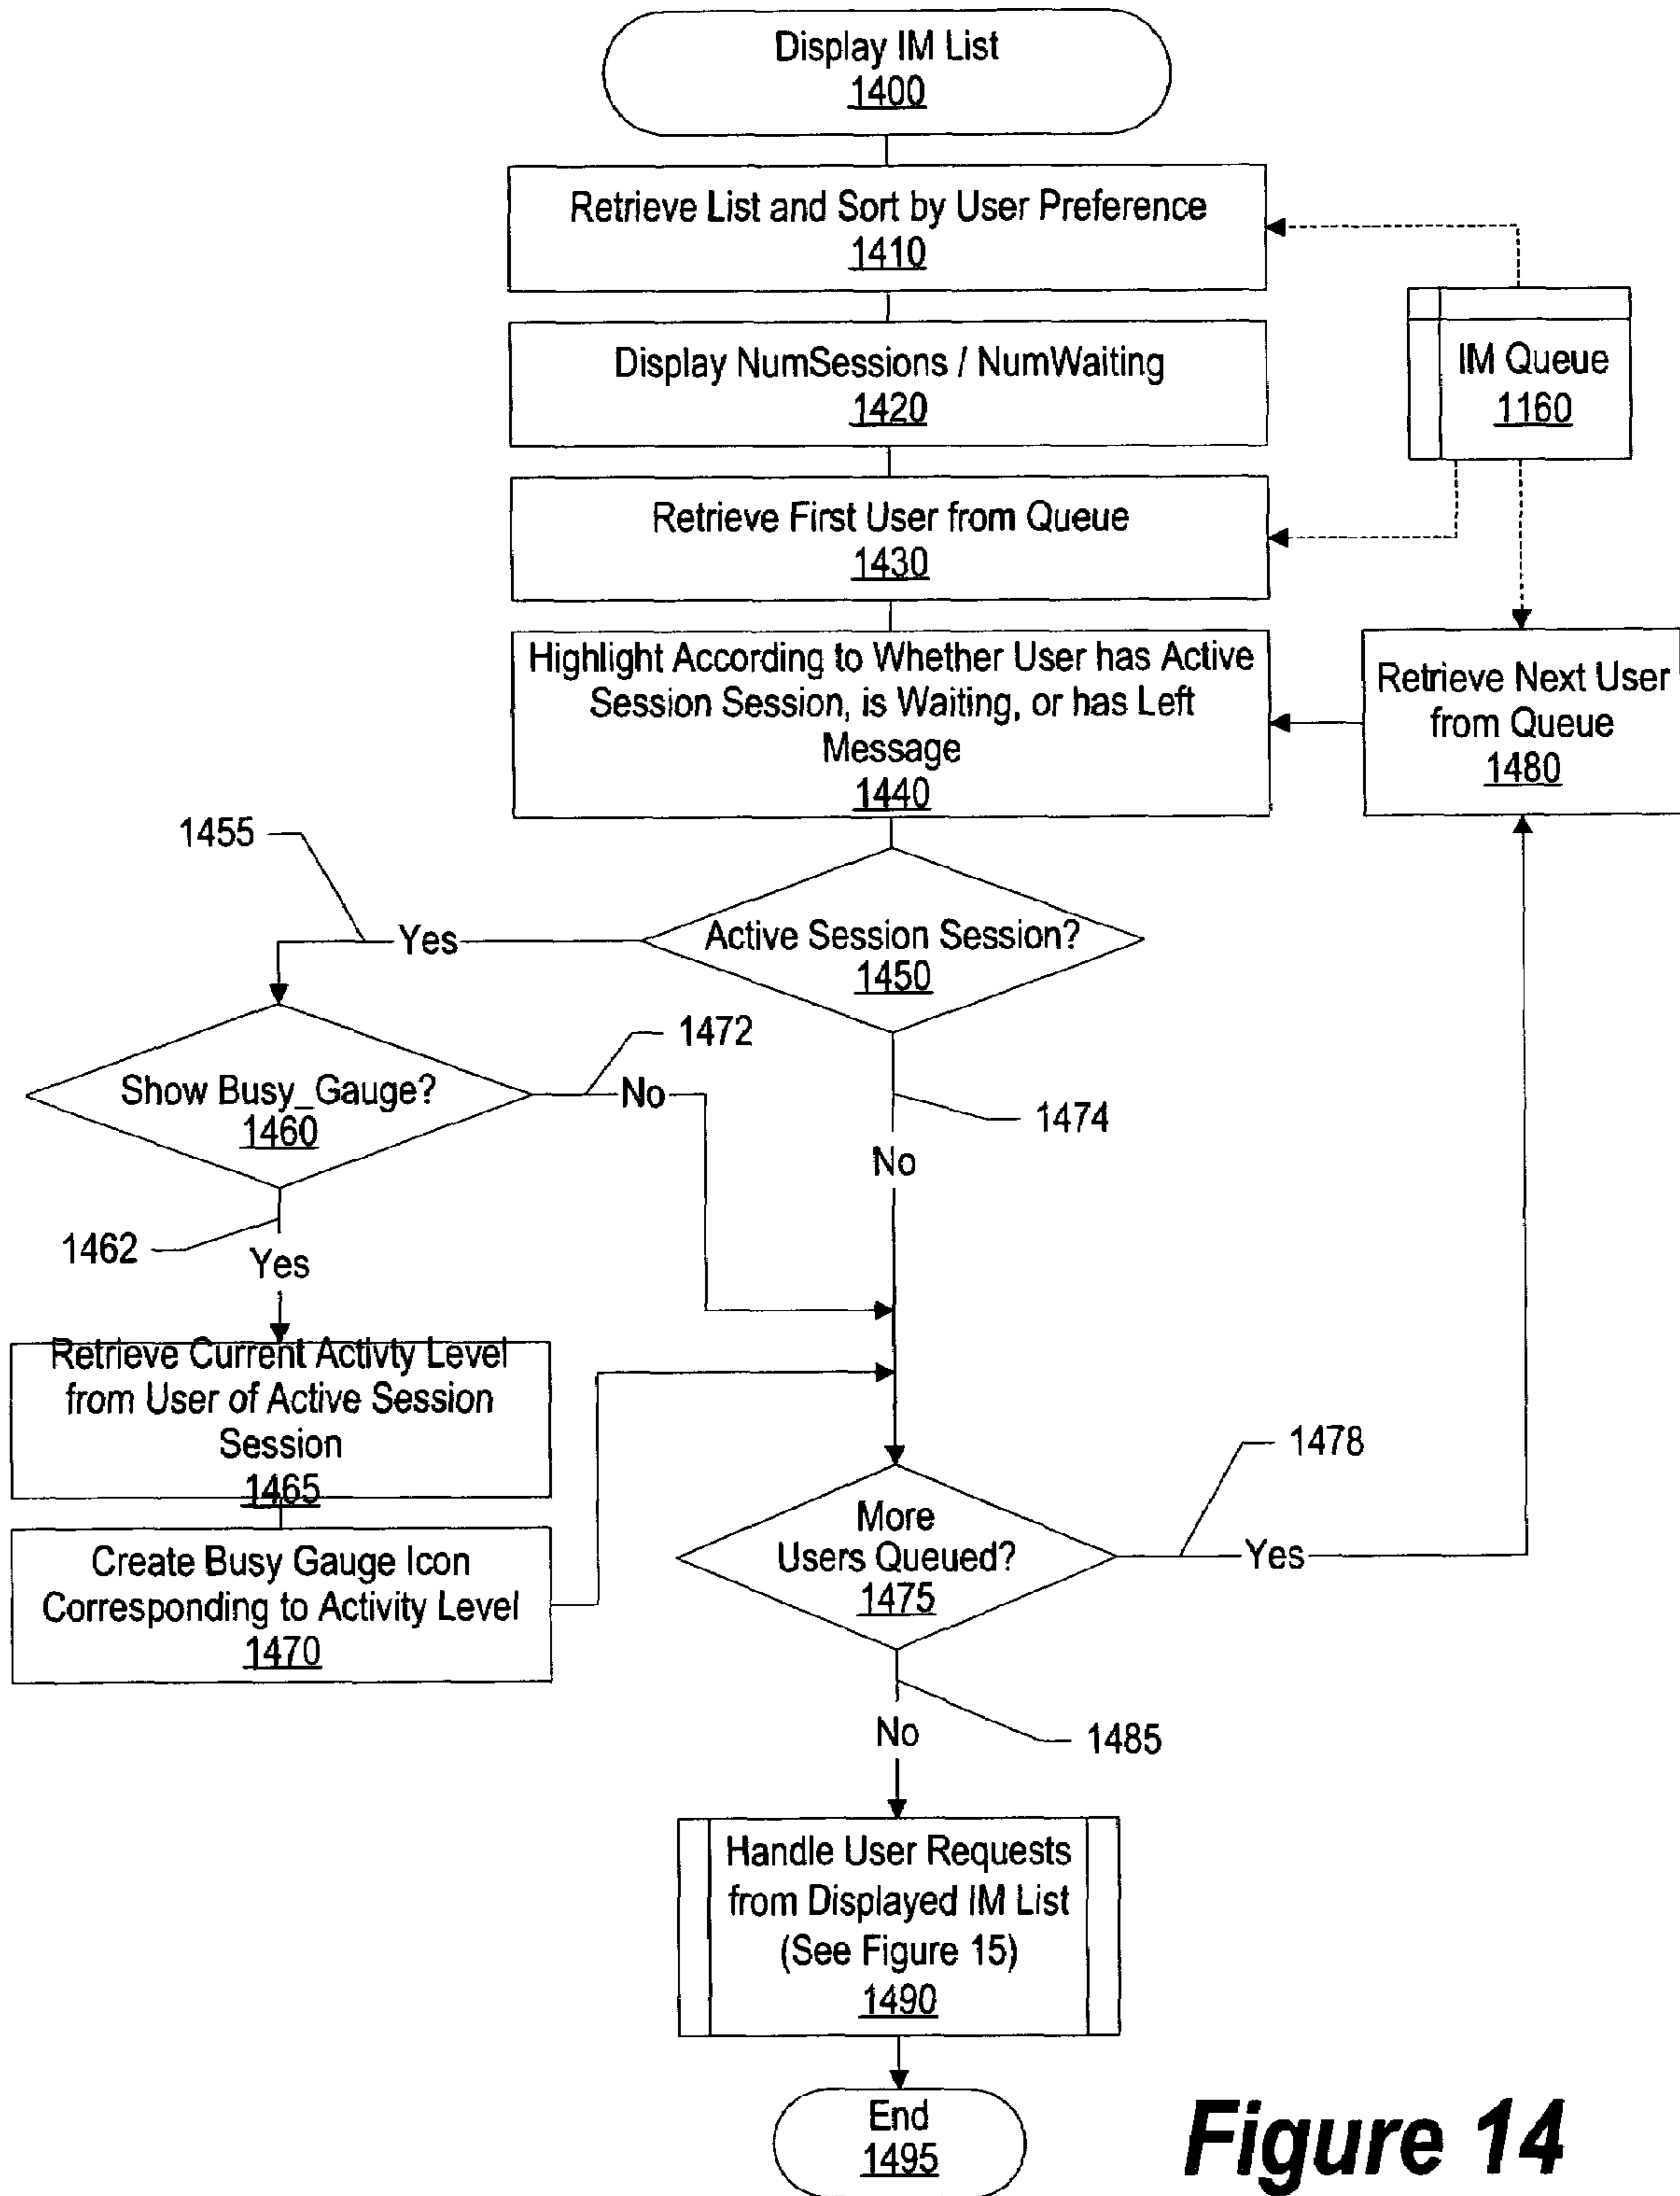 Display IM List
1400
Retrieve List and Sort by User Preference
1410
Display NumSessions / NumWaiting
1420
IM Queue
1160
Retrieve First User from Queue
1430
Highlight According to Whether User has Active
Session Session, is Waiting, or has Left
Message
1440
Retrieve Next User
from Queue
1480
1455
Yes
Active Session Session?
1450
1472
Show Busy_Gauge?
1460
No
1474
No
1462
Yes
Retrieve Current Activty Level
from User of Active Session
Session
1465
1478
More
Users Queued?
1475
Yes
Create Busy Gauge Icon
Corresponding to Activity Level
1470
No
1485
Handle User Requests
from Displayed IM List
(See Figure 15)
1490
End
1495
Figure 14